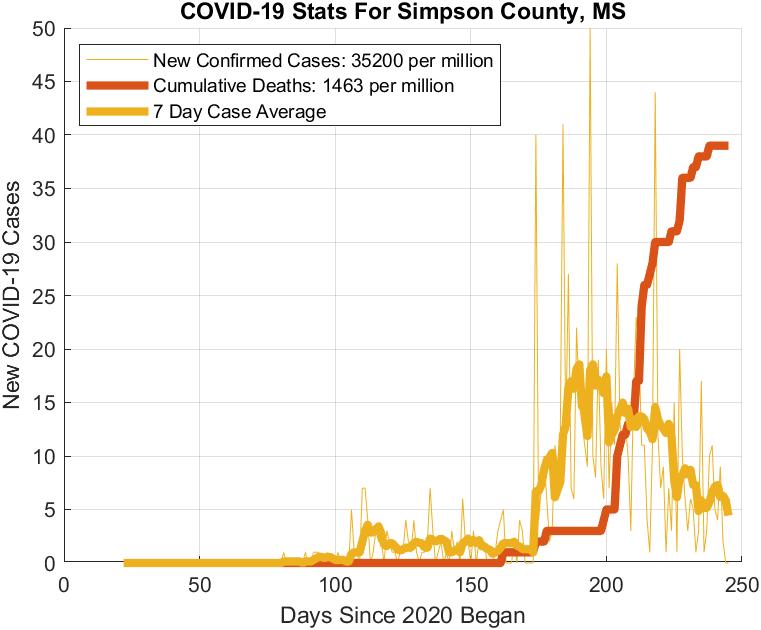 COVID-19 Stats For Simpson County, MS
New Confirmed Cases: 35200 per million
Cumulative Deaths: 1463 per million
7 Day Case Average
50
45
40
35
30
25
20
15
10
5
0
New COVID-19 Cases
0 50 100 150 200 250
Days Since 2020 Began